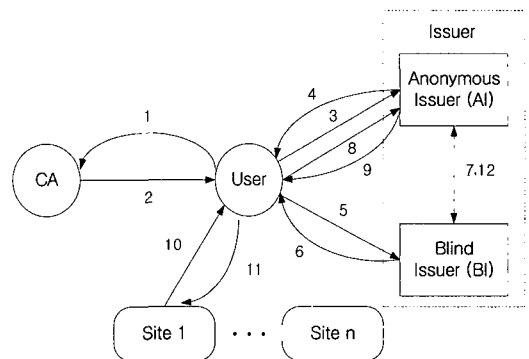 Issuer
Anonymous
Issuer (AI)
4
3
8
9
1
CA
2
User
7,12
5
6
Blind
Issuer (BI)
10
11
Site 1
· · ·
Site n